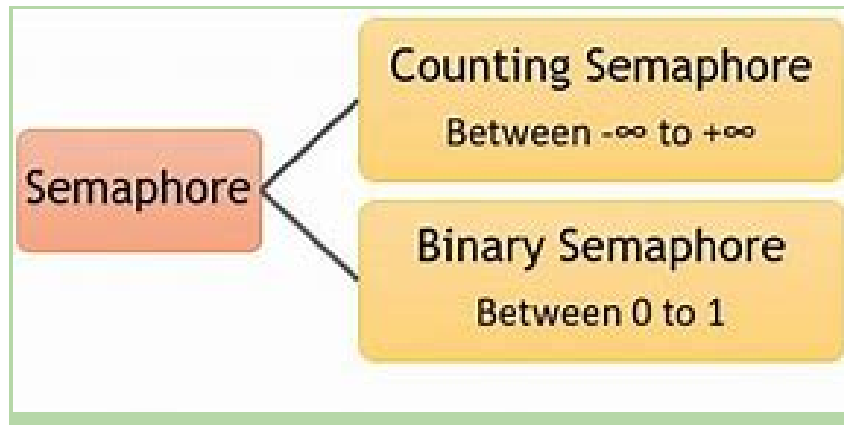 Semaphore
Counting Semaphore
Between -∞ to +∞
Binary Semaphore
Between 0 to 1